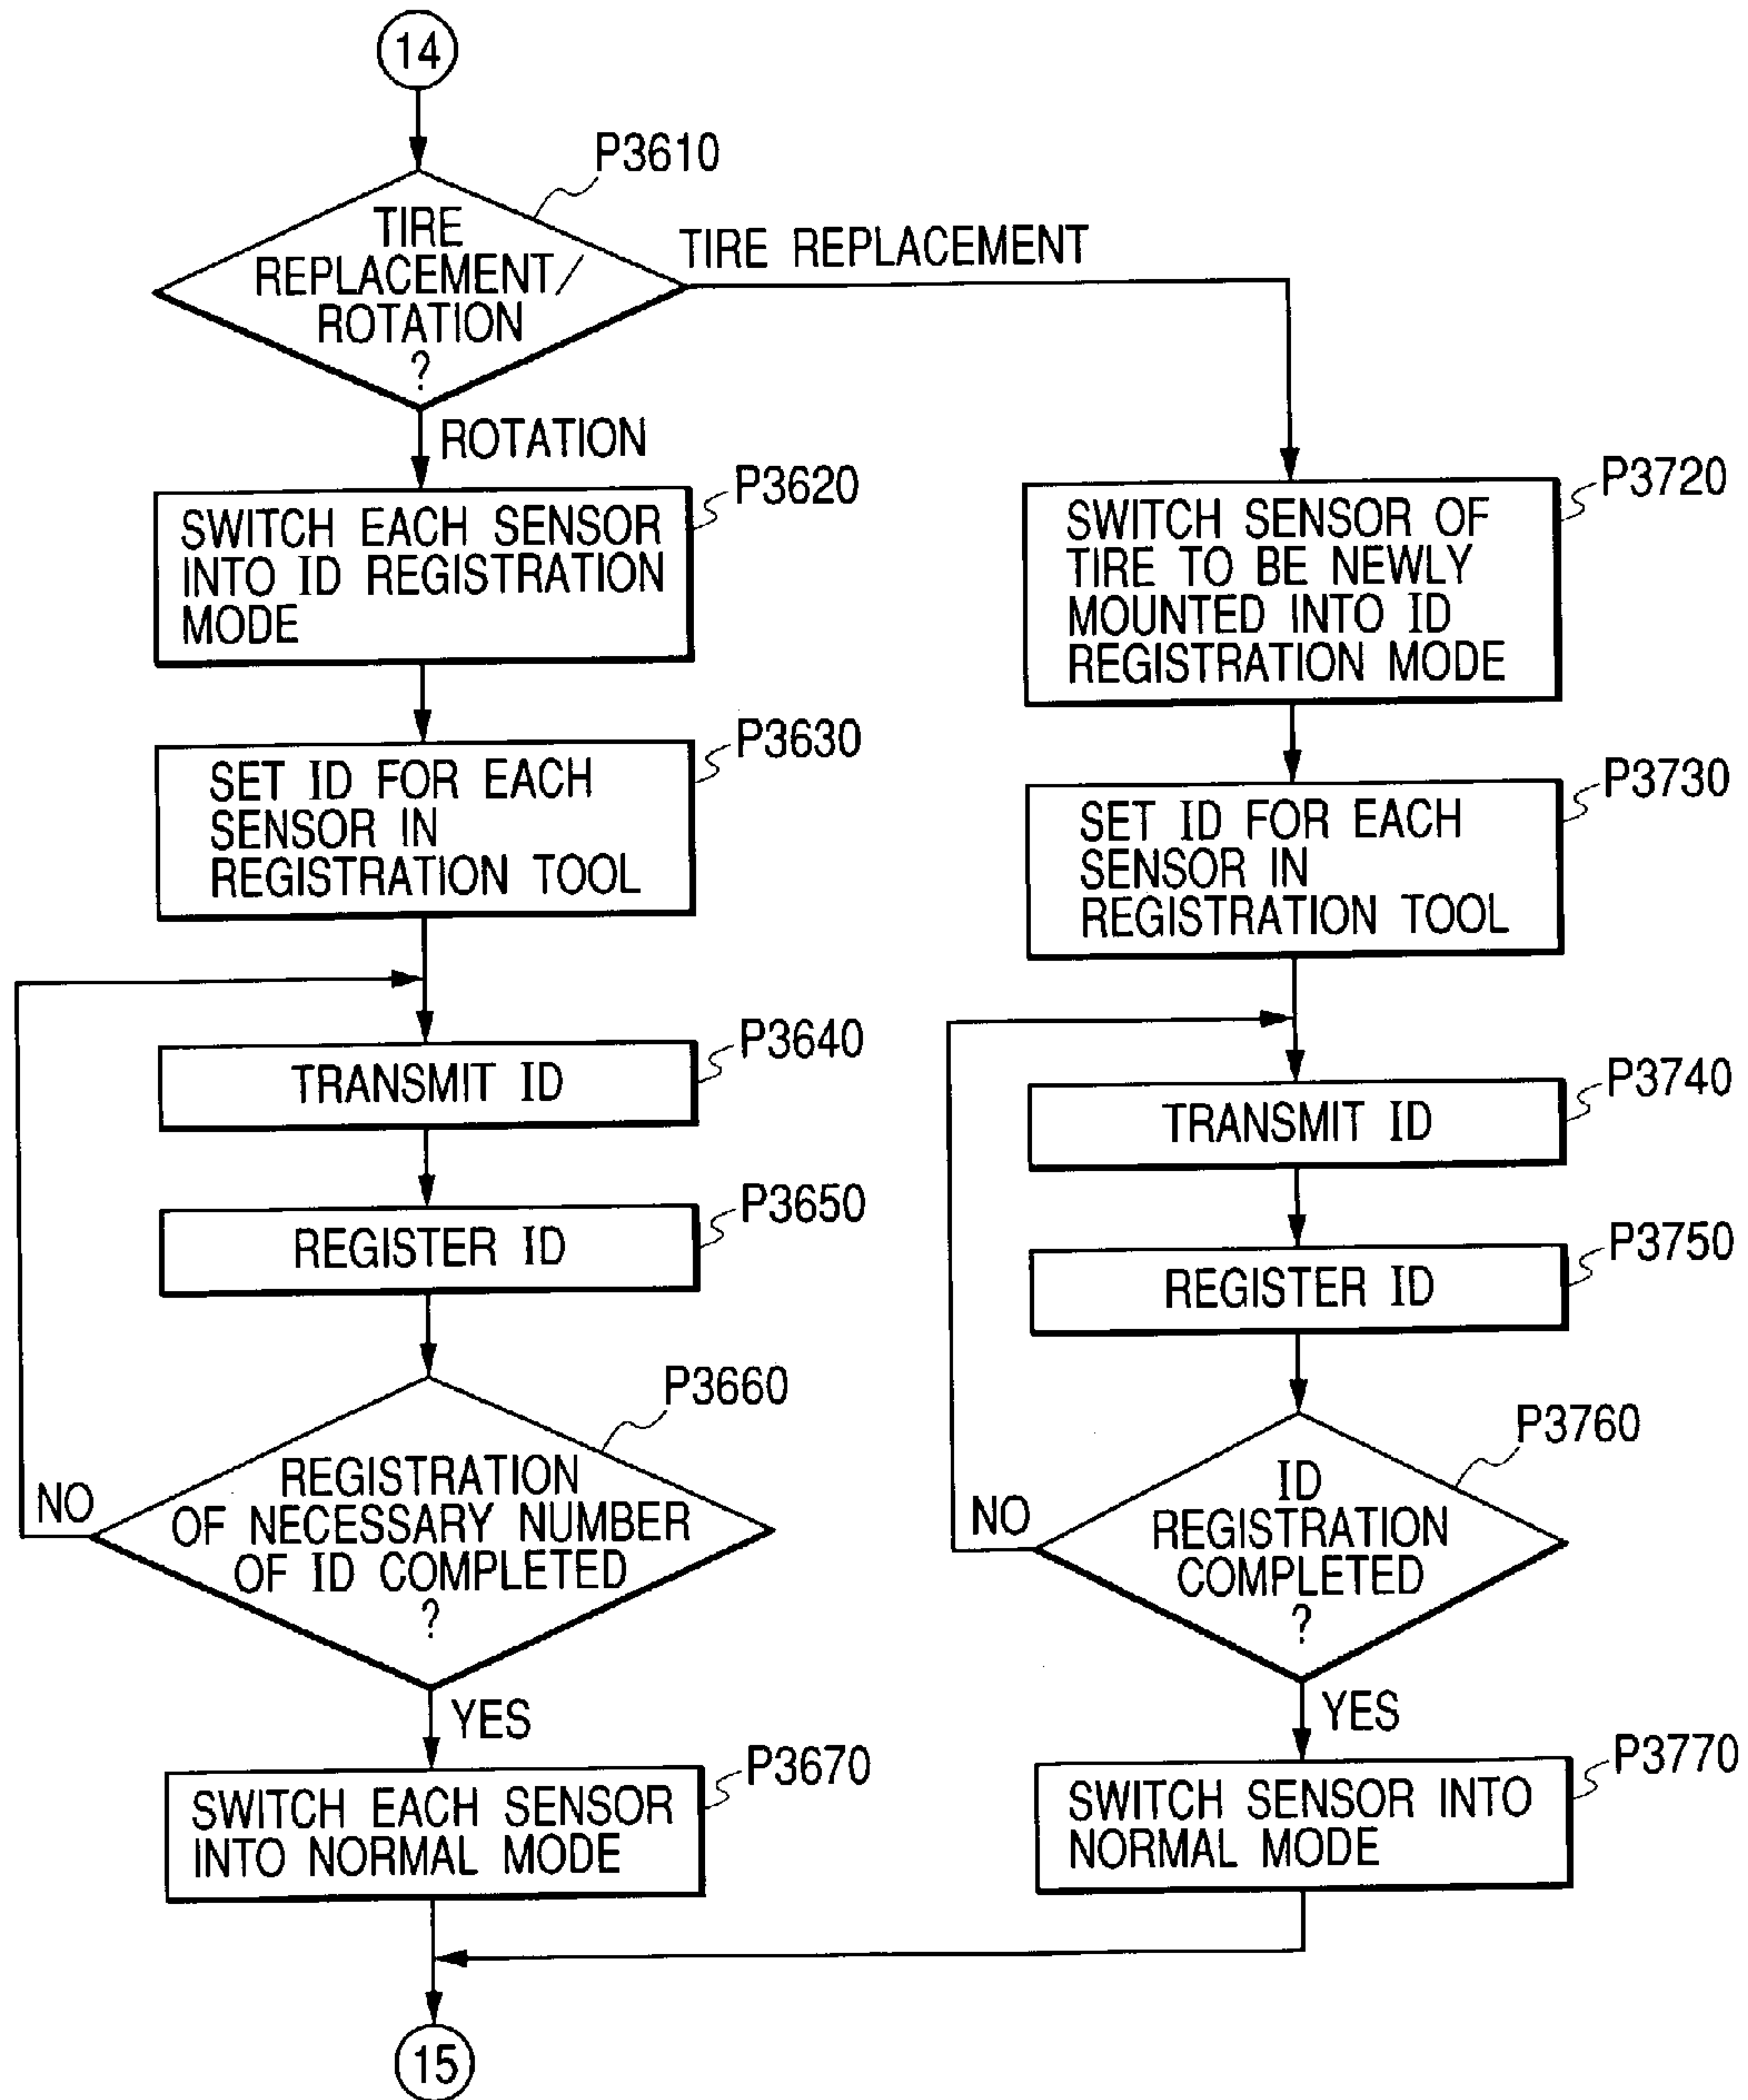 14
P3610
TIRE
REPLACEMENT/
ROTATION
?
TIRE REPLACEMENT
ROTATION
P3620
SWITCH EACH SENSOR
INTO ID REGISTRATION
MODE
P3630
SET ID FOR EACH
SENSOR IN
REGISTRATION TOOL
P3640
TRANSMIT ID
P3650
REGISTER ID
P3660
REGISTRATION
OF NECESSARY NUMBER
OF ID COMPLETED
?
NO
YES
P3670
SWITCH EACH SENSOR
INTO NORMAL MODE
P3720
SWITCH SENSOR OF
TIRE TO BE NEWLY
MOUNTED INTO ID
REGISTRATION MODE
P3730
SET ID FOR EACH
SENSOR IN
REGISTRATION TOOL
P3740
TRANSMIT ID
P3750
REGISTER ID
P3760
ID
REGISTRATION
COMPLETED
?
NO
YES
P3770
SWITCH SENSOR INTO
NORMAL MODE
15